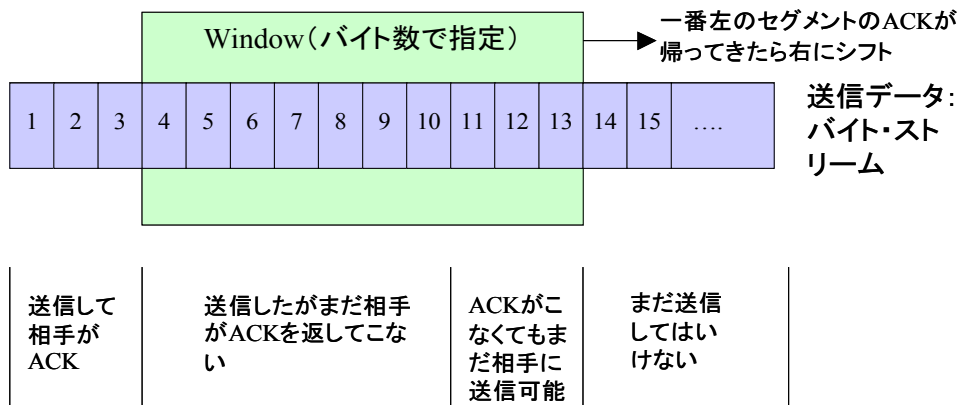 Window(バイト数で指定)
一番左のセグメントのACKが
帰ってきたら右にシフト
1 2 3 4 5 6 7 8 9 10 11 12 13 14 15 ….
送信データ:
バイト・スト
リーム
送信して
相手が
ACK
送信したがまだ相手
がACKを返してこな
い
ACKがこ
なくてもま
だ相手に
送信可能
まだ送信
してはい
けない